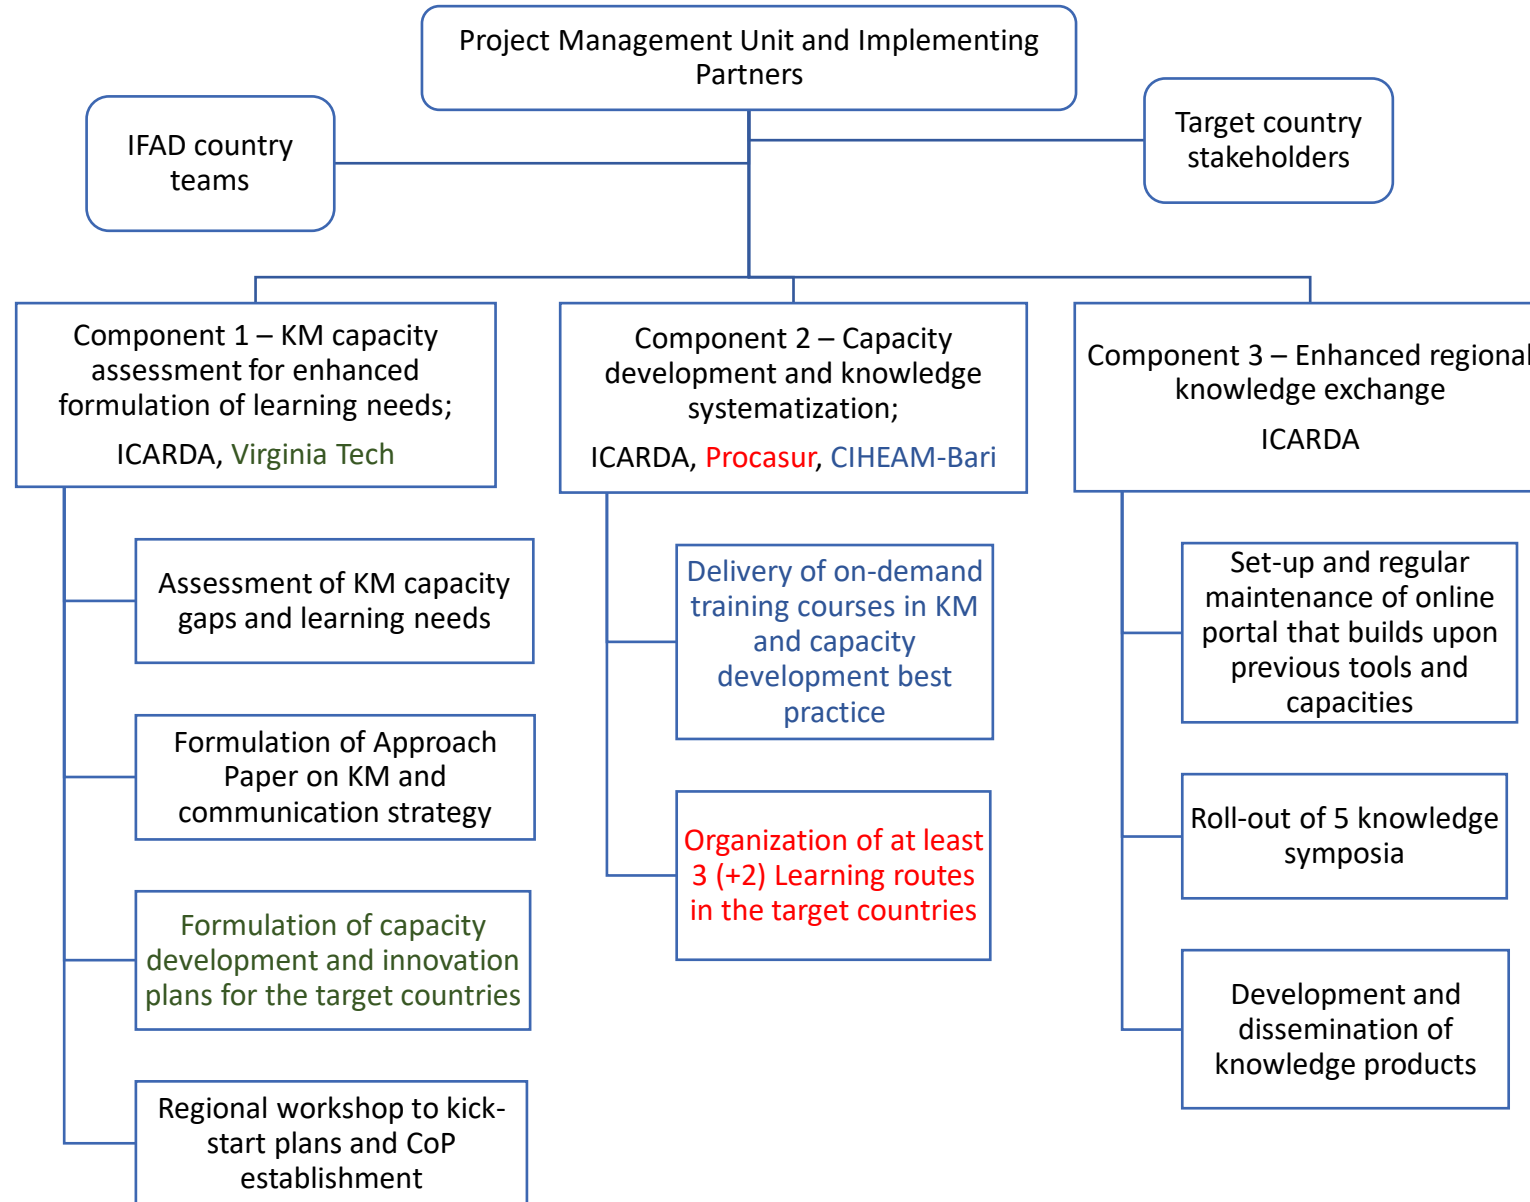 Project Management Unit and Implementing
Partners
IFAD country
teams
Target country
stakeholders
Component 1 – KM capacity
assessment for enhanced
formulation of learning needs;
ICARDA, Virginia Tech
Assessment of KM capacity
gaps and learning needs
Formulation of Approach
Paper on KM and
communication strategy
Formulation of capacity
development and innovation
plans for the target countries
Regional workshop to kick-
start plans and CoP
establishment
Component 2 – Capacity
development and knowledge
systematization;
ICARDA, Procasur, CIHEAM-Bari
Delivery of on-demand
training courses in KM
and capacity
development best
practice
Organization of at least
3 (+2) Learning routes
in the target countries
Component 3 – Enhanced regional
knowledge exchange
ICARDA
Set-up and regular
maintenance of online
portal that builds upon
previous tools and
capacities
Roll-out of 5 knowledge
symposia
Development and
dissemination of
knowledge products